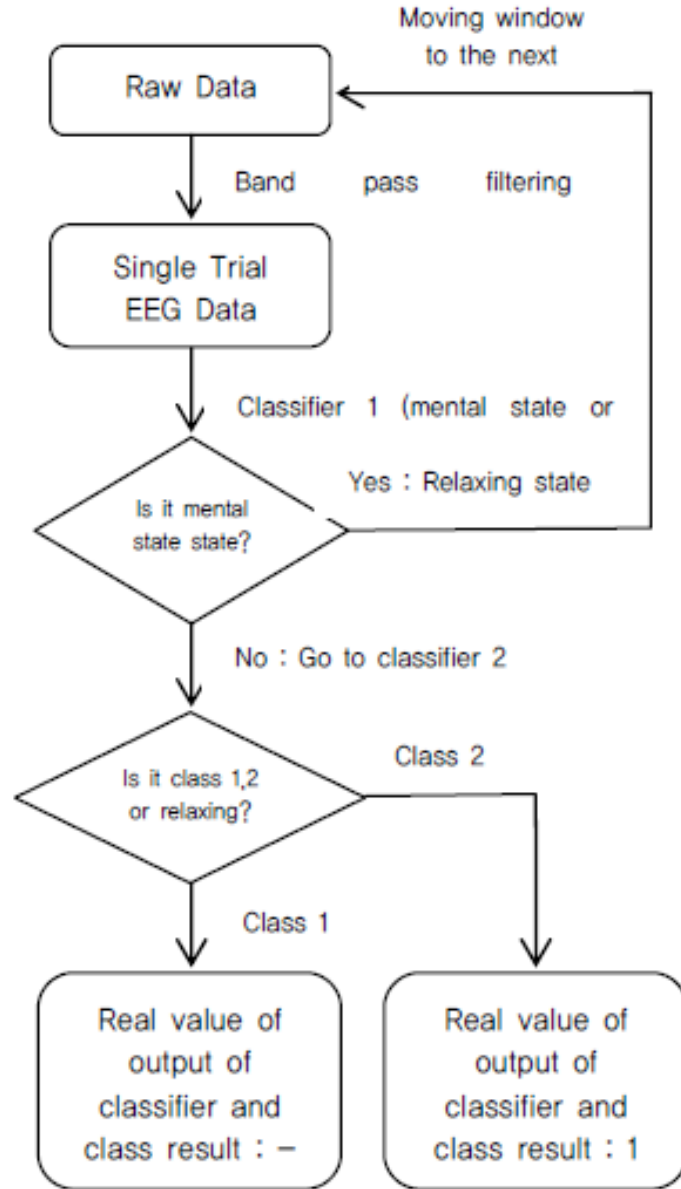 Moving window
to the next
Raw Data
Band pass filtering
Single Trial
EEG Data
Classifier 1 (mental state or
Yes : Relaxing state
Is it mental
state state?
No : Go to classifier 2
Is it class 1,2
or relaxing?
Class 2
Class 1
Real value of
output of
classifier and
class result : -
Real value of
output of
classifier and
class result : 1